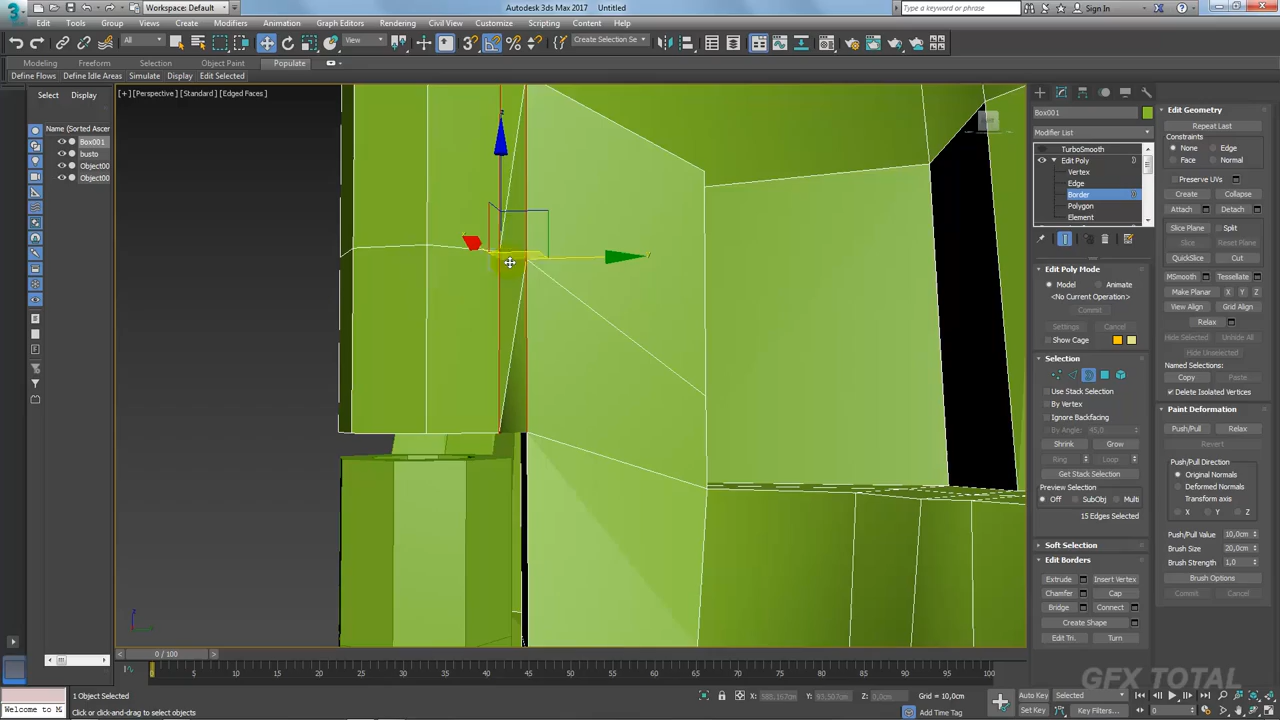 Workspace: Default
Autodesk 3ds Max 2017 Untitled
Type a keyword or phrase
Sign In
Edit Tools Group Views Create Modifiers Animation Graph Editors Rendering Civil View Customize Scripting Content Help
All
View
Create Selection Se
Modeling Freeform Selection Object Paint Populate
Define Flows Define Idle Areas Simulate Display Edit Selected
Select Display
[+] [Perspective] [Standard] [Edged Faces]
Name (Sorted Ascer
Box001
busto
Object00
Object00
Box001
Modifier List
TurboSmooth
Edit Poly
Vertex
Edge
Border
Polygon
Element
Edit Poly Mode
Model Animate
<No Current Operation>
Commit
Settings Cancel
Show Cage
Selection
Use Stack Selection
By Vertex
Ignore Backfacing
By Angle: 45,0
Shrink Grow
Ring Loop
Get Stack Selection
Preview Selection
Off SubObj Multi
15 Edges Selected
Soft Selection
Edit Borders
Extrude Insert Vertex
Chamfer Cap
Bridge Connect
Create Shape
Edit Tri. Turn
Edit Geometry
Repeat Last
Constraints
None Edge
Face Normal
Preserve UVs
Create Collapse
Attach Detach
Slice Plane Split
Slice Reset Plane
QuickSlice Cut
MSmooth Tessellate
Make Planar X Y Z
View Align Grid Align
Relax
Hide Selected Unhide All
Hide Unselected
Named Selections:
Copy Paste
Delete Isolated Vertices
Paint Deformation
Push/Pull Relax
Revert
Push/Pull Direction
Original Normals
Deformed Normals
Transform axis
X Y Z
Push/Pull Value 10,0cm
Brush Size 20,0cm
Brush Strength 1,0
Brush Options
Commit Cancel
z
0 / 100
0 5 10 15 20 25 30 35 40 45 50 55 60 65 70 75 80 85 90 95 100
GFX TOTAL
1 Object Selected
X: 588,167cm Y: 93,507cm Z: 0,0cm Grid = 10,0cm
Auto Key Selected
Welcome to M
Click or click-and-drag to select objects
Add Time Tag
Set Key Key Filters...
0